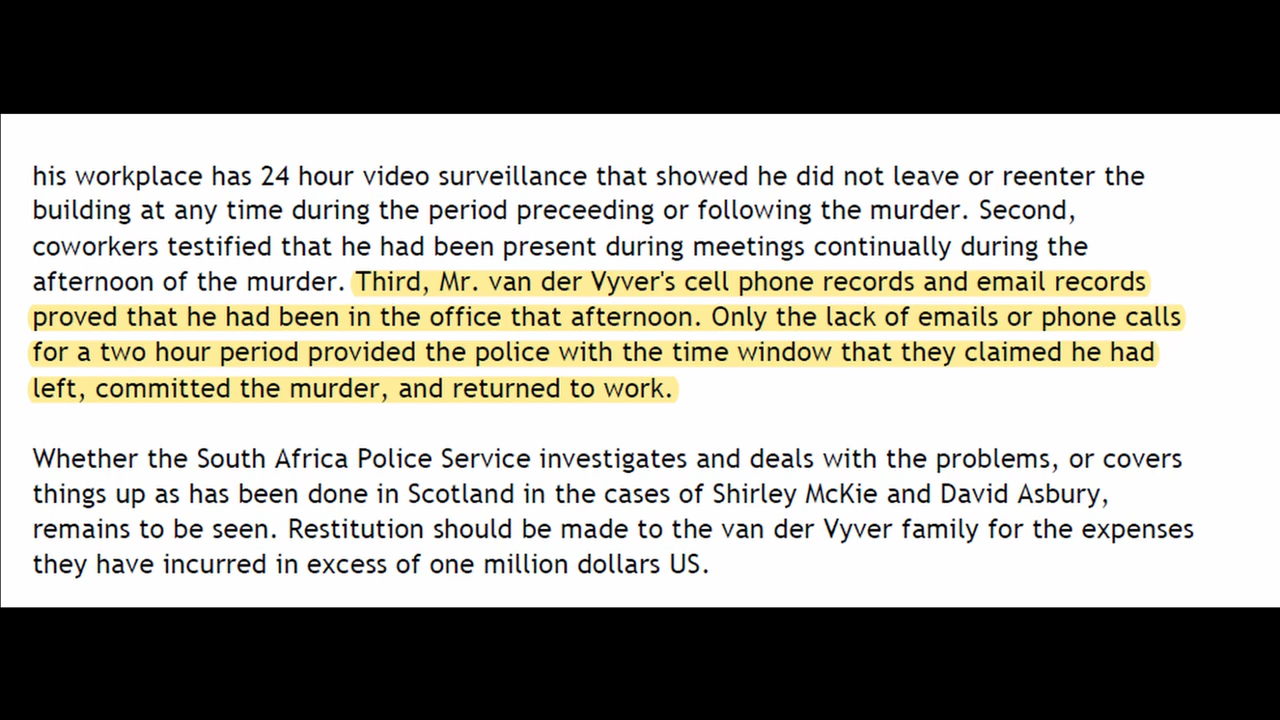 his workplace has 24 hour video surveillance that showed he did not leave or reenter the
building at any time during the period preceeding or following the murder. Second,
coworkers testified that he had been present during meetings continually during the
afternoon of the murder. Third, Mr. van der Vyver's cell phone records and email records
proved that he had been in the office that afternoon. Only the lack of emails or phone calls
for a two hour period provided the police with the time window that they claimed he had
left, committed the murder, and returned to work.
Whether the South Africa Police Service investigates and deals with the problems, or covers
things up as has been done in Scotland in the cases of Shirley McKie and David Asbury,
remains to be seen. Restitution should be made to the van der Vyver family for the expenses
they have incurred in excess of one million dollars US.